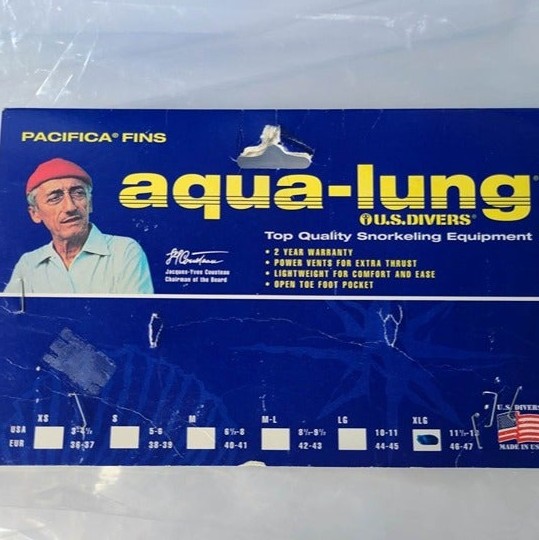 PACIFICA® FINS
aqua-lung®
U.S.DIVERS®
Top Quality Snorkeling Equipment
• 2 YEAR WARRANTY
• POWER VENTS FOR EXTRA THRUST
• LIGHTWEIGHT FOR COMFORT AND EASE
• OPEN TOE FOOT POCKET
Jacques-Yves Cousteau
Chairman of the Board
XS S M M-L LG XLG
USA 5-6 6½-8 8½-9½ 10-11
EUR 36-37 38-39 40-41 42-43 44-45 46-47
U.S. DIVERS
MADE IN